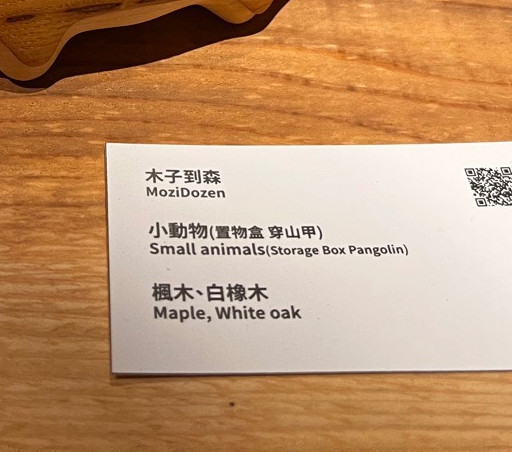 木子到森
MoziDozen
小動物(置物盒 穿山甲)
Small animals(Storage Box Pangolin)
楓木、白橡木
Maple, White oak